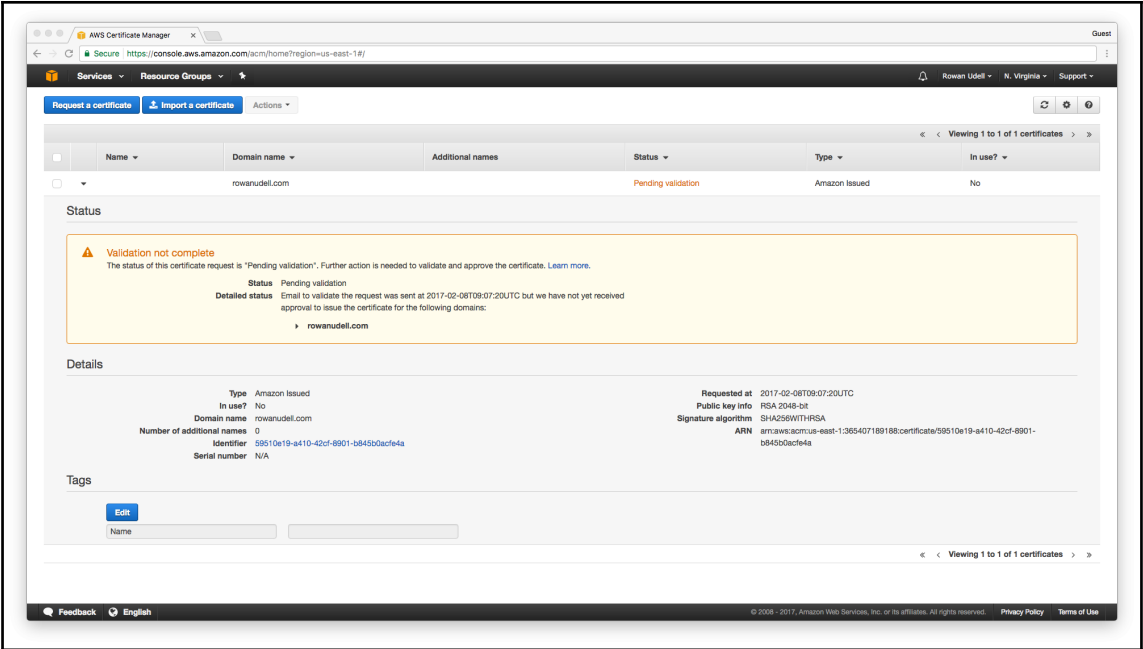 AWS Certificate Manager
Guest
Secure https://console.aws.amazon.com/acm/home?region=us-east-1#/
Services Resource Groups Rowan Udell N. Virginia Support
Request a certificate Import a certificate Actions
Viewing 1 to 1 of 1 certificates
Name Domain name Additional names Status Type In use?
rowanudell.com Pending validation Amazon Issued No
Status
Validation not complete
The status of this certificate request is "Pending validation". Further action is needed to validate and approve the certificate. Learn more.
Status Pending validation
Detailed status Email to validate the request was sent at 2017-02-08T09:07:20UTC but we have not yet received
approval to issue the certificate for the following domains:
rowanudell.com
Details
Type Amazon Issued
In use? No
Domain name rowanudell.com
Number of additional names 0
Identifier 59510e19-a410-42cf-8901-b845b0acfe4a
Serial number N/A
Requested at 2017-02-08T09:07:20UTC
Public key info RSA 2048-bit
Signature algorithm SHA256WITHRSA
ARN arn:aws:acm:us-east-1:365407189188:certificate/59510e19-a410-42cf-8901-
b845b0acfe4a
Tags
Edit
Name
Viewing 1 to 1 of 1 certificates
Feedback English © 2008 - 2017, Amazon Web Services, Inc. or its affiliates. All rights reserved. Privacy Policy Terms of Use